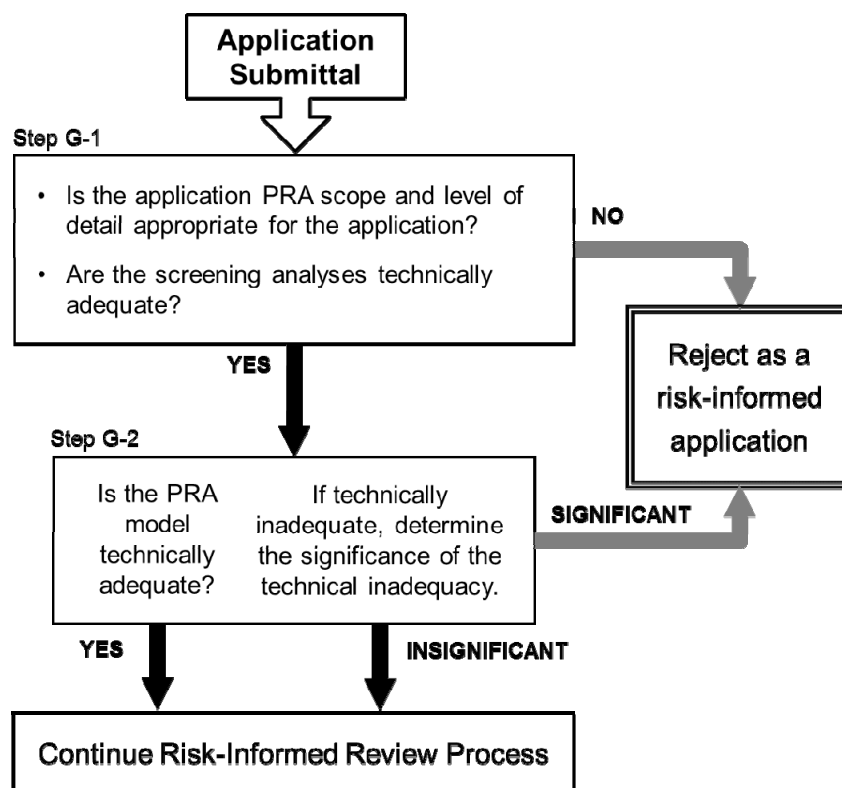 Application
Submittal
Step G-1
• Is the application PRA scope and level of
detail appropriate for the application?
• Are the screening analyses technically
adequate?
NO
YES
Reject as a
risk-informed
application
Step G-2
Is the PRA
model
technically
adequate?
If technically
inadequate, determine
the significance of the
technical inadequacy.
SIGNIFICANT
YES
INSIGNIFICANT
Continue Risk-Informed Review Process